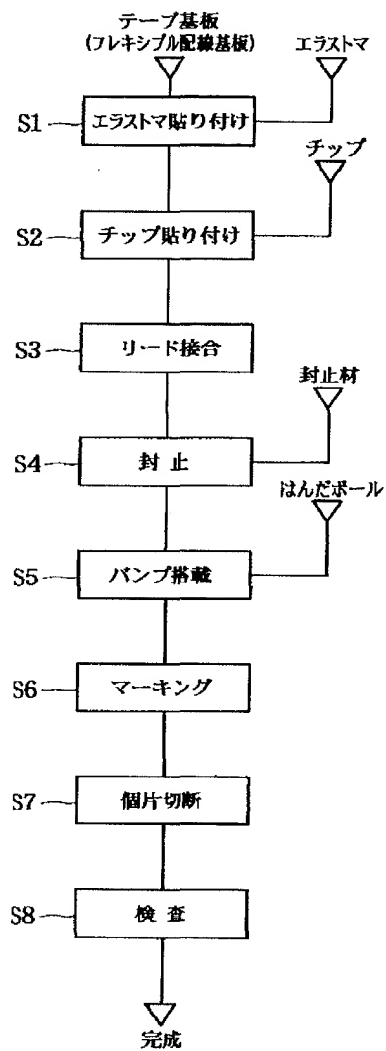 テープ基板
(フレキシブル配線基板)
エラストマ
S1
エラストマ貼り付け
チップ
S2
チップ貼り付け
S3
リード接合
封止材
S4
封 止
はんだボール
S5
バンプ搭載
S6
マーキング
S7
個片切断
S8
検 査
完成